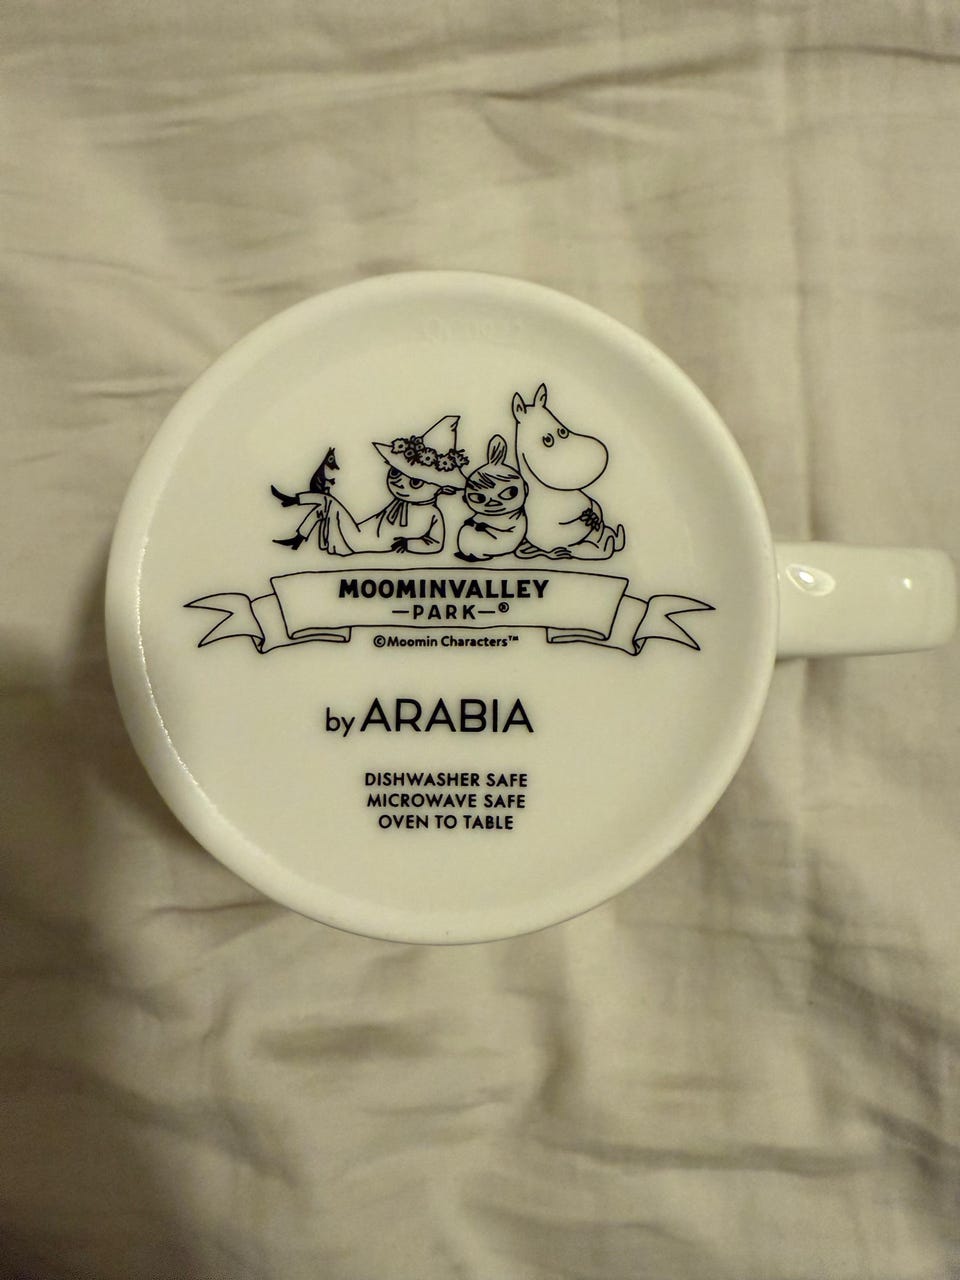 MOOMINVALLEY
—PARK—®
©Moomin Characters™
by ARABIA
DISHWASHER SAFE
MICROWAVE SAFE
OVEN TO TABLE